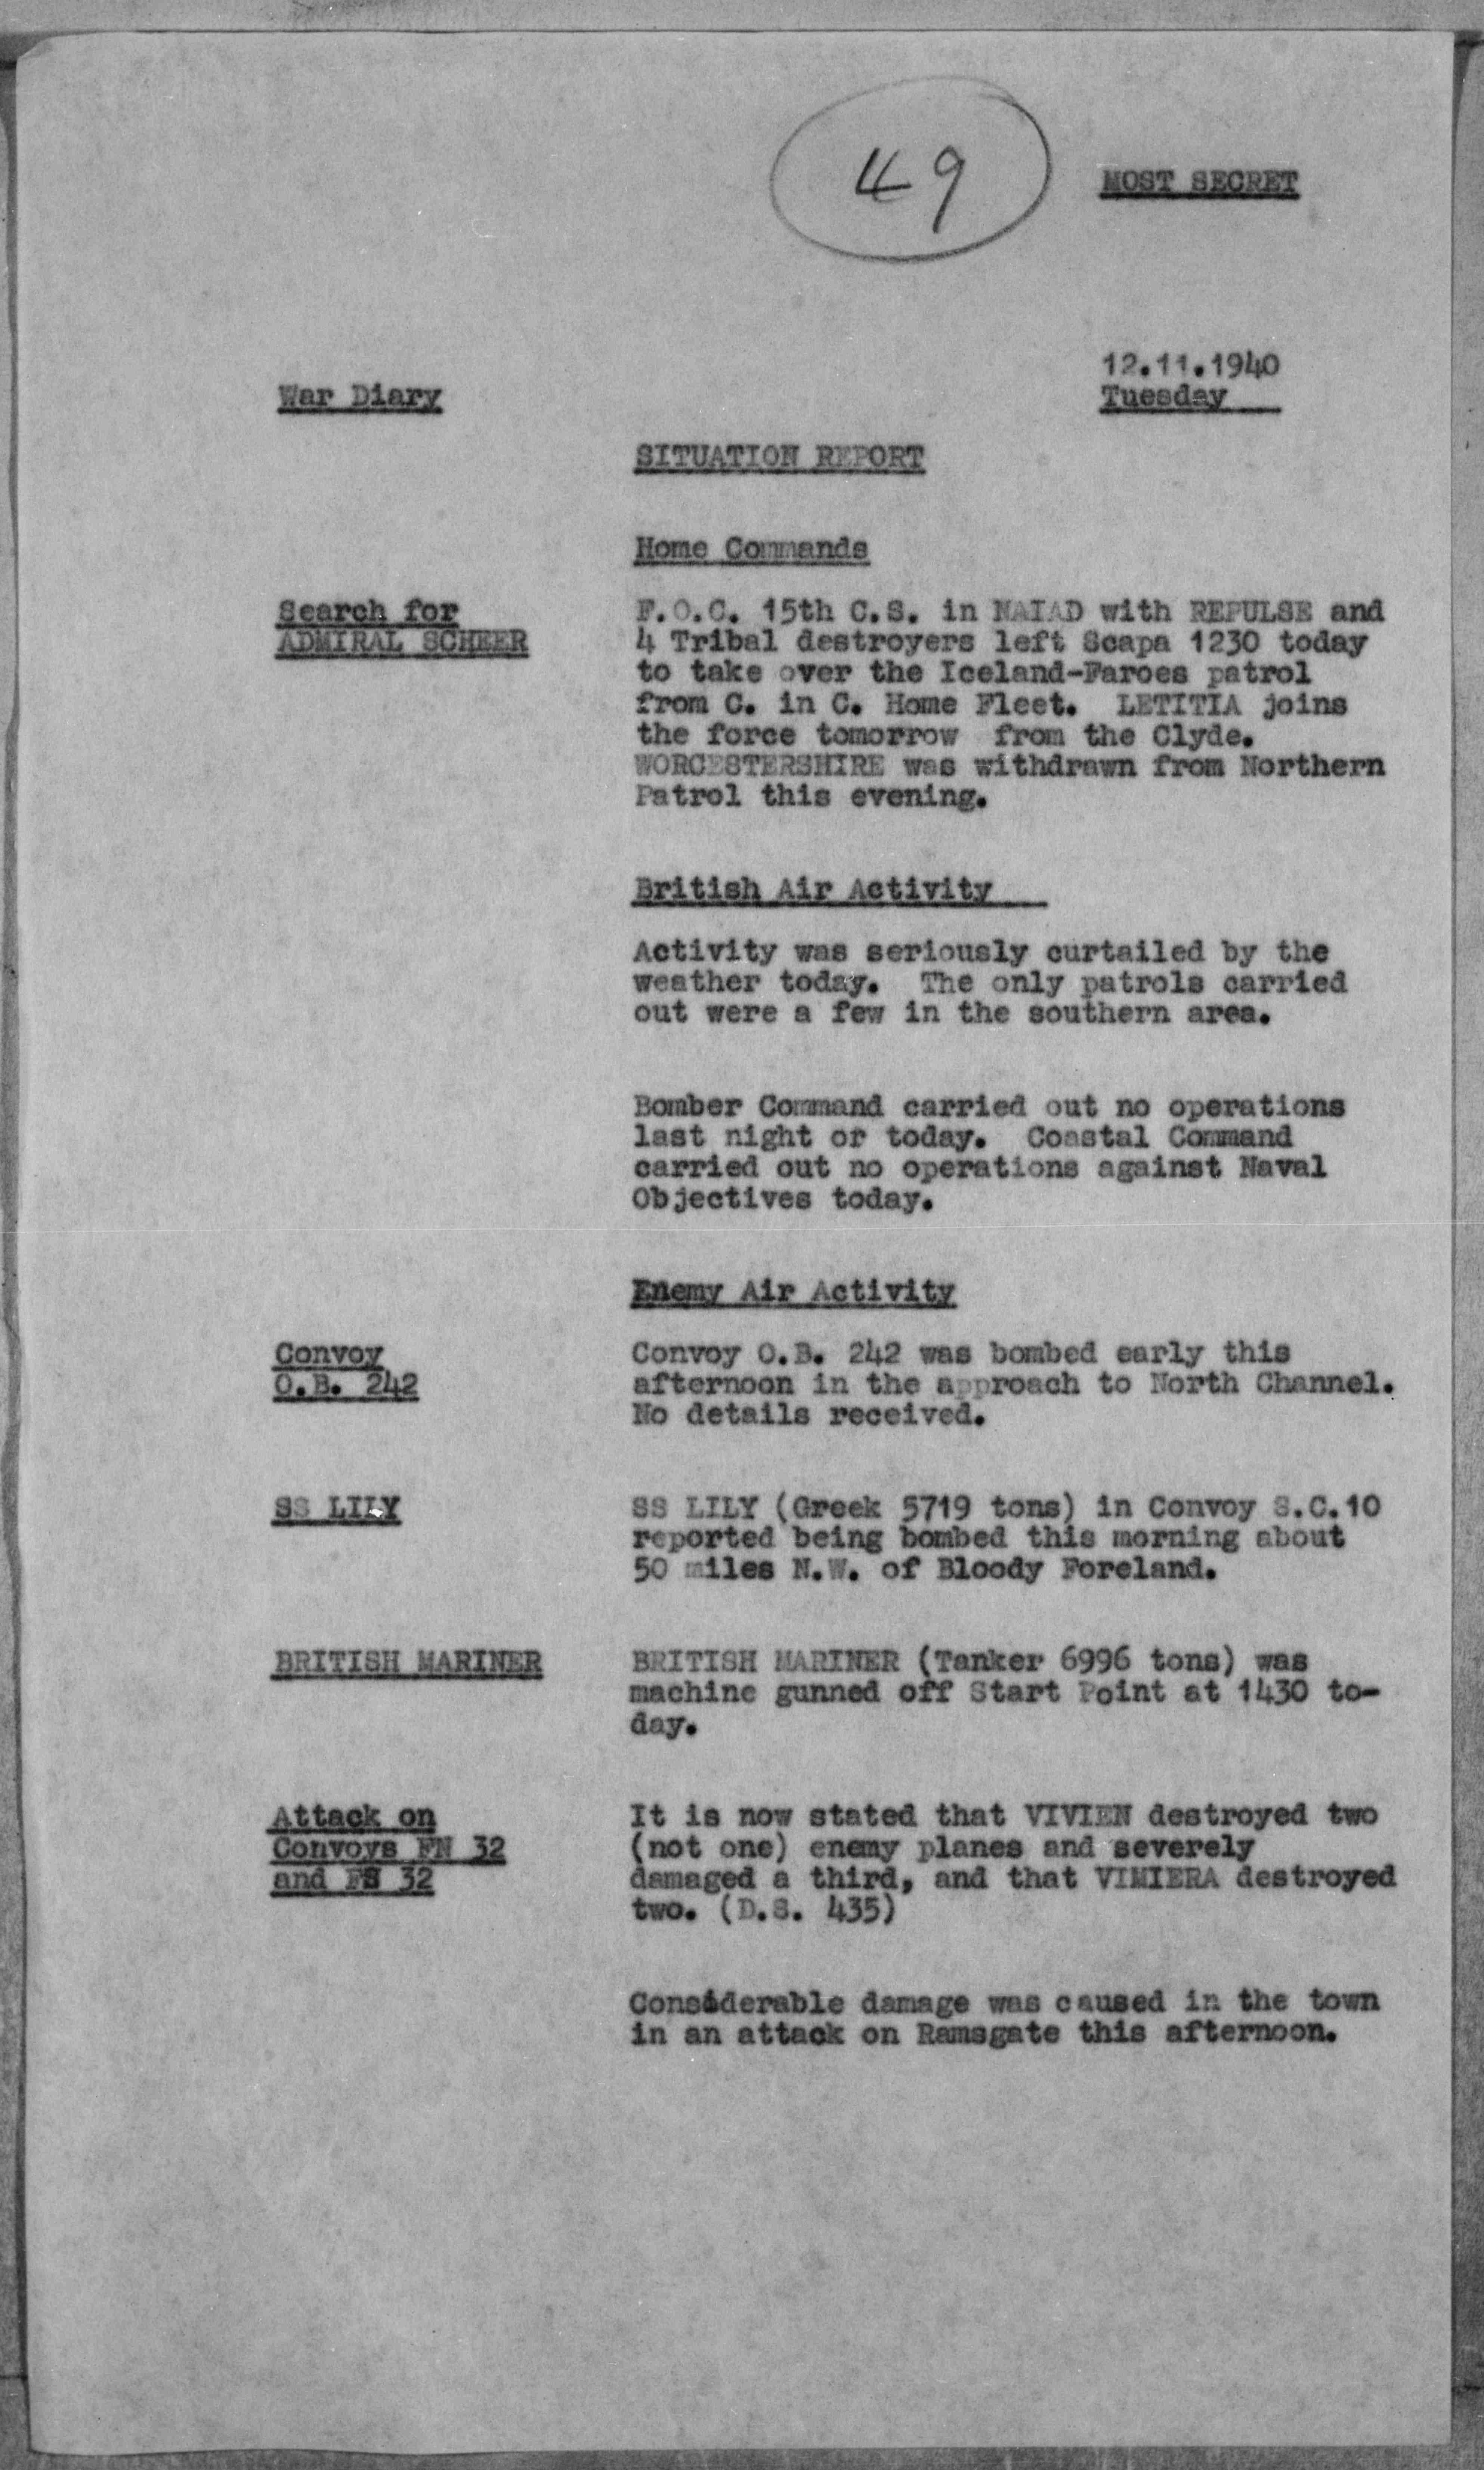 49
MOST SECRET
12.11.1940
War Diary
Tuesday
SITUATION REPORT
Home Commands
Search for
ADMIRAL SCHEER
F.O.C. 15th C.S. in NAIAD with REPULSE and
4 Tribal destroyers left Scapa 1230 today
to take over the Iceland-Faroes patrol
from C. in C. Home Fleet. LETITIA joins
the force tomorrow from the Clyde.
WORCESTERSHIRE was withdrawn from Northern
Patrol this evening.
British Air Activity
Activity was seriously curtailed by the
weather today. The only patrols carried
out were a few in the southern area.
Bomber Command carried out no operations
last night or today. Coastal Command
carried out no operations against Naval
Objectives today.
Enemy Air Activity
Convoy
O.B. 242
Convoy O.B. 242 was bombed early this
afternoon in the approach to North Channel.
No details received.
SS LILY
SS LILY (Greek 5719 tons) in Convoy S.C.10
reported being bombed this morning about
50 miles N.W. of Bloody Foreland.
BRITISH MARINER
BRITISH MARINER (Tanker 6996 tons) was
machine gunned off Start Point at 1430 to-
day.
Attack on
Convoys FN 32
and FS 32
It is now stated that VIVIEN destroyed two
(not one) enemy planes and severely
damaged a third, and that VIMIERA destroyed
two. (D.S. 435)
Considerable damage was caused in the town
in an attack on Ramsgate this afternoon.